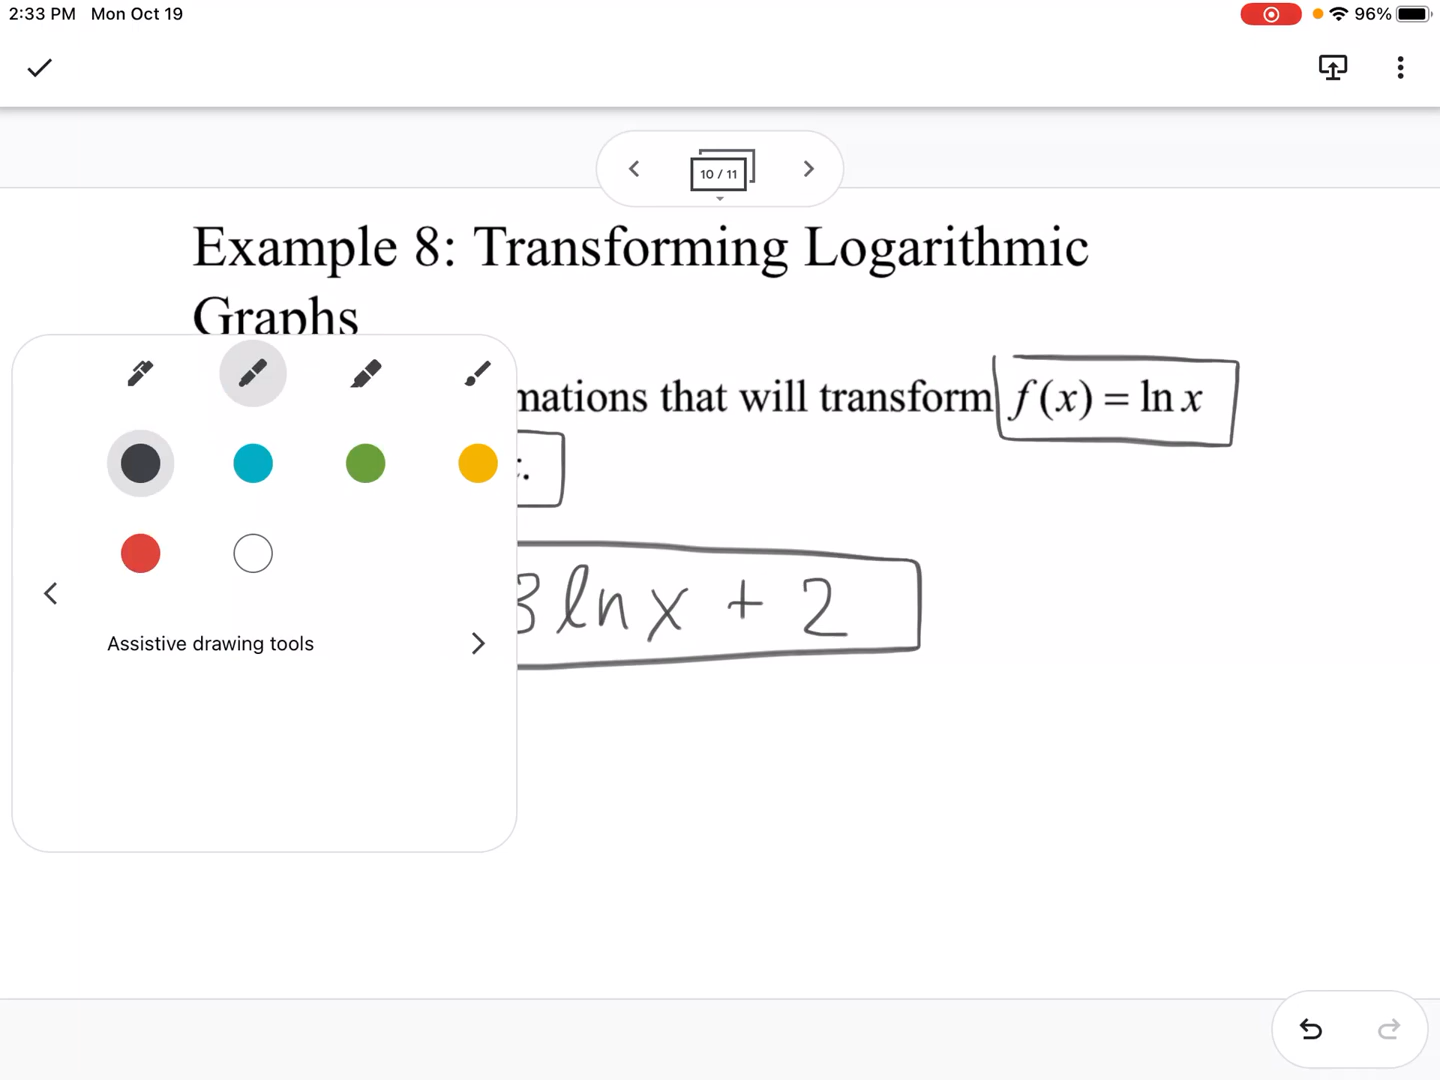 2:33 PM Mon Oct 19 96%
10 / 11
Example 8: Transforming Logarithmic
Graphs
mations that will transform f(x) = ln x
.
3 ln x + 2
Assistive drawing tools